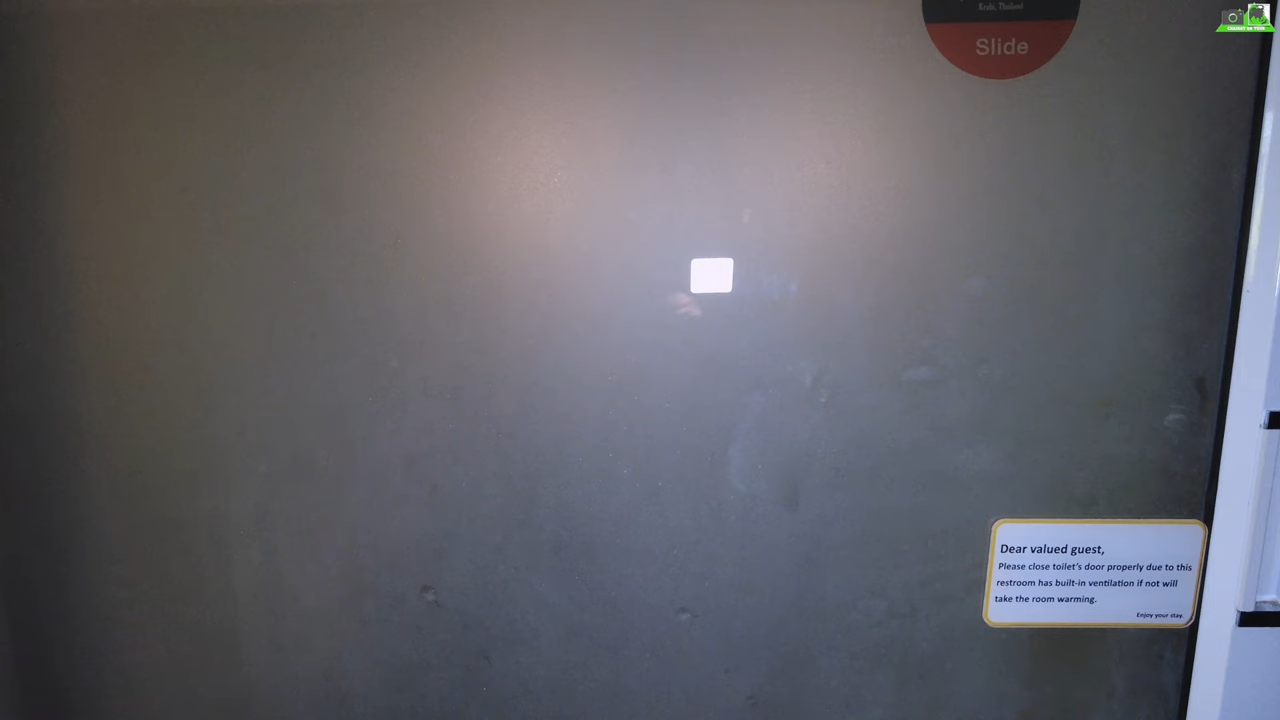 Krabi, Thailand
Slide
Dear valued guest,
Please close toilet's door properly due to this
restroom has built-in ventilation if not will
take the room warming.
Enjoy your stay.